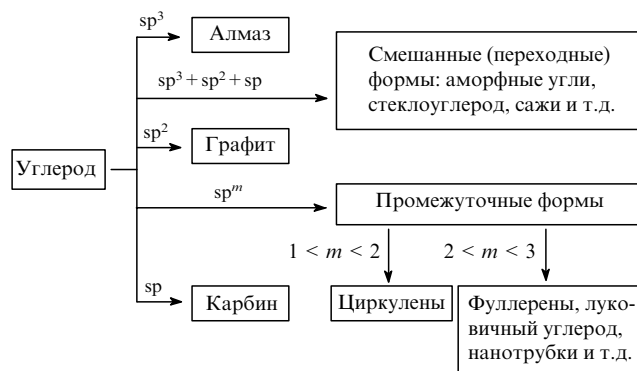 sp³
Алмаз
sp³ + sp² + sp
Смешанные (переходные)
формы: аморфные угли,
стеклоуглерод, сажи и т.д.
sp²
Графит
Углерод
spᵐ
Промежуточные формы
1 < m < 2
2 < m < 3
sp
Карбин
Циркулены
Фуллерены, луко-
вичный углерод,
нанотрубки и т.д.